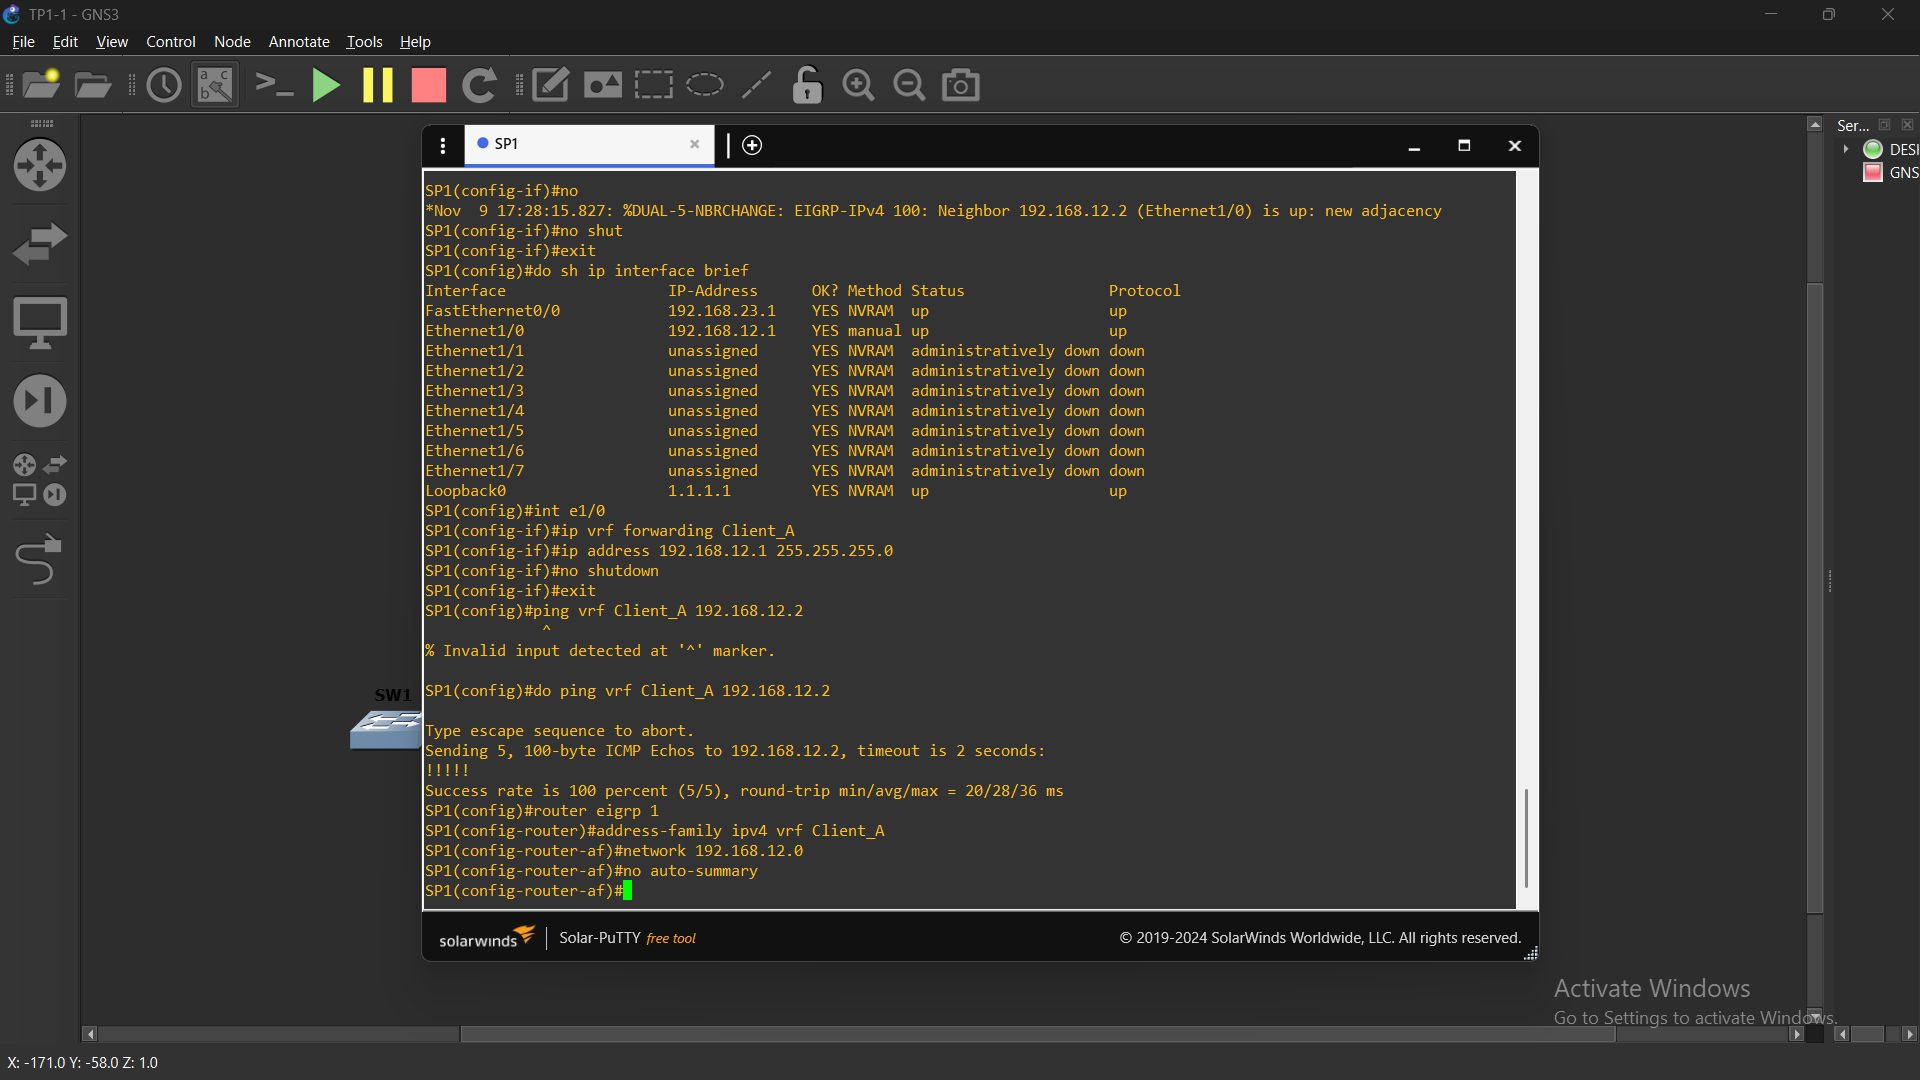 TP1-1 - GNS3
File Edit View Control Node Annotate Tools Help
Ser...
DESH
GNS
SP1
SP1(config-if)#no
*Nov  9 17:28:15.827: %DUAL-5-NBRCHANGE: EIGRP-IPv4 100: Neighbor 192.168.12.2 (Ethernet1/0) is up: new adjacency
SP1(config-if)#no shut
SP1(config-if)#exit
SP1(config)#do sh ip interface brief
Interface                  IP-Address      OK? Method Status                Protocol
FastEthernet0/0            192.168.23.1    YES NVRAM  up                    up
Ethernet1/0                192.168.12.1    YES manual up                    up
Ethernet1/1                unassigned      YES NVRAM  administratively down down
Ethernet1/2                unassigned      YES NVRAM  administratively down down
Ethernet1/3                unassigned      YES NVRAM  administratively down down
Ethernet1/4                unassigned      YES NVRAM  administratively down down
Ethernet1/5                unassigned      YES NVRAM  administratively down down
Ethernet1/6                unassigned      YES NVRAM  administratively down down
Ethernet1/7                unassigned      YES NVRAM  administratively down down
Loopback0                  1.1.1.1         YES NVRAM  up                    up
SP1(config)#int e1/0
SP1(config-if)#ip vrf forwarding Client_A
SP1(config-if)#ip address 192.168.12.1 255.255.255.0
SP1(config-if)#no shutdown
SP1(config-if)#exit
SP1(config)#ping vrf Client_A 192.168.12.2
^
% Invalid input detected at '^' marker.
SP1(config)#do ping vrf Client_A 192.168.12.2
Type escape sequence to abort.
Sending 5, 100-byte ICMP Echos to 192.168.12.2, timeout is 2 seconds:
!!!!!
Success rate is 100 percent (5/5), round-trip min/avg/max = 20/28/36 ms
SP1(config)#router eigrp 1
SP1(config-router)#address-family ipv4 vrf Client_A
SP1(config-router-af)#network 192.168.12.0
SP1(config-router-af)#no auto-summary
SP1(config-router-af)#
SW1
solarwinds Solar-PuTTY free tool
© 2019-2024 SolarWinds Worldwide, LLC. All rights reserved.
Activate Windows
Go to Settings to activate Windows.
X: -171.0 Y: -58.0 Z: 1.0